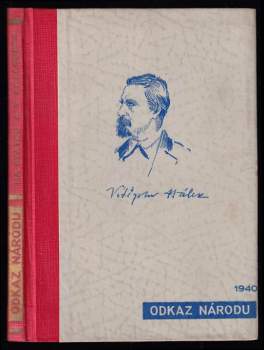 Vítězslav Hálek
1940
ODKAZ NÁRODU
ODKAZ NÁRODU